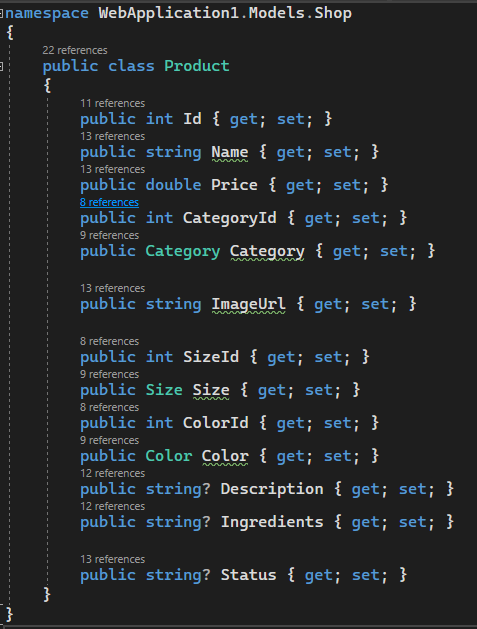 namespace WebApplication1.Models.Shop
{
22 references
public class Product
{
11 references
public int Id { get; set; }
13 references
public string Name { get; set; }
13 references
public double Price { get; set; }
8 references
public int CategoryId { get; set; }
9 references
public Category Category { get; set; }
13 references
public string ImageUrl { get; set; }
8 references
public int SizeId { get; set; }
9 references
public Size Size { get; set; }
8 references
public int ColorId { get; set; }
9 references
public Color Color { get; set; }
12 references
public string? Description { get; set; }
12 references
public string? Ingredients { get; set; }
13 references
public string? Status { get; set; }
}
}